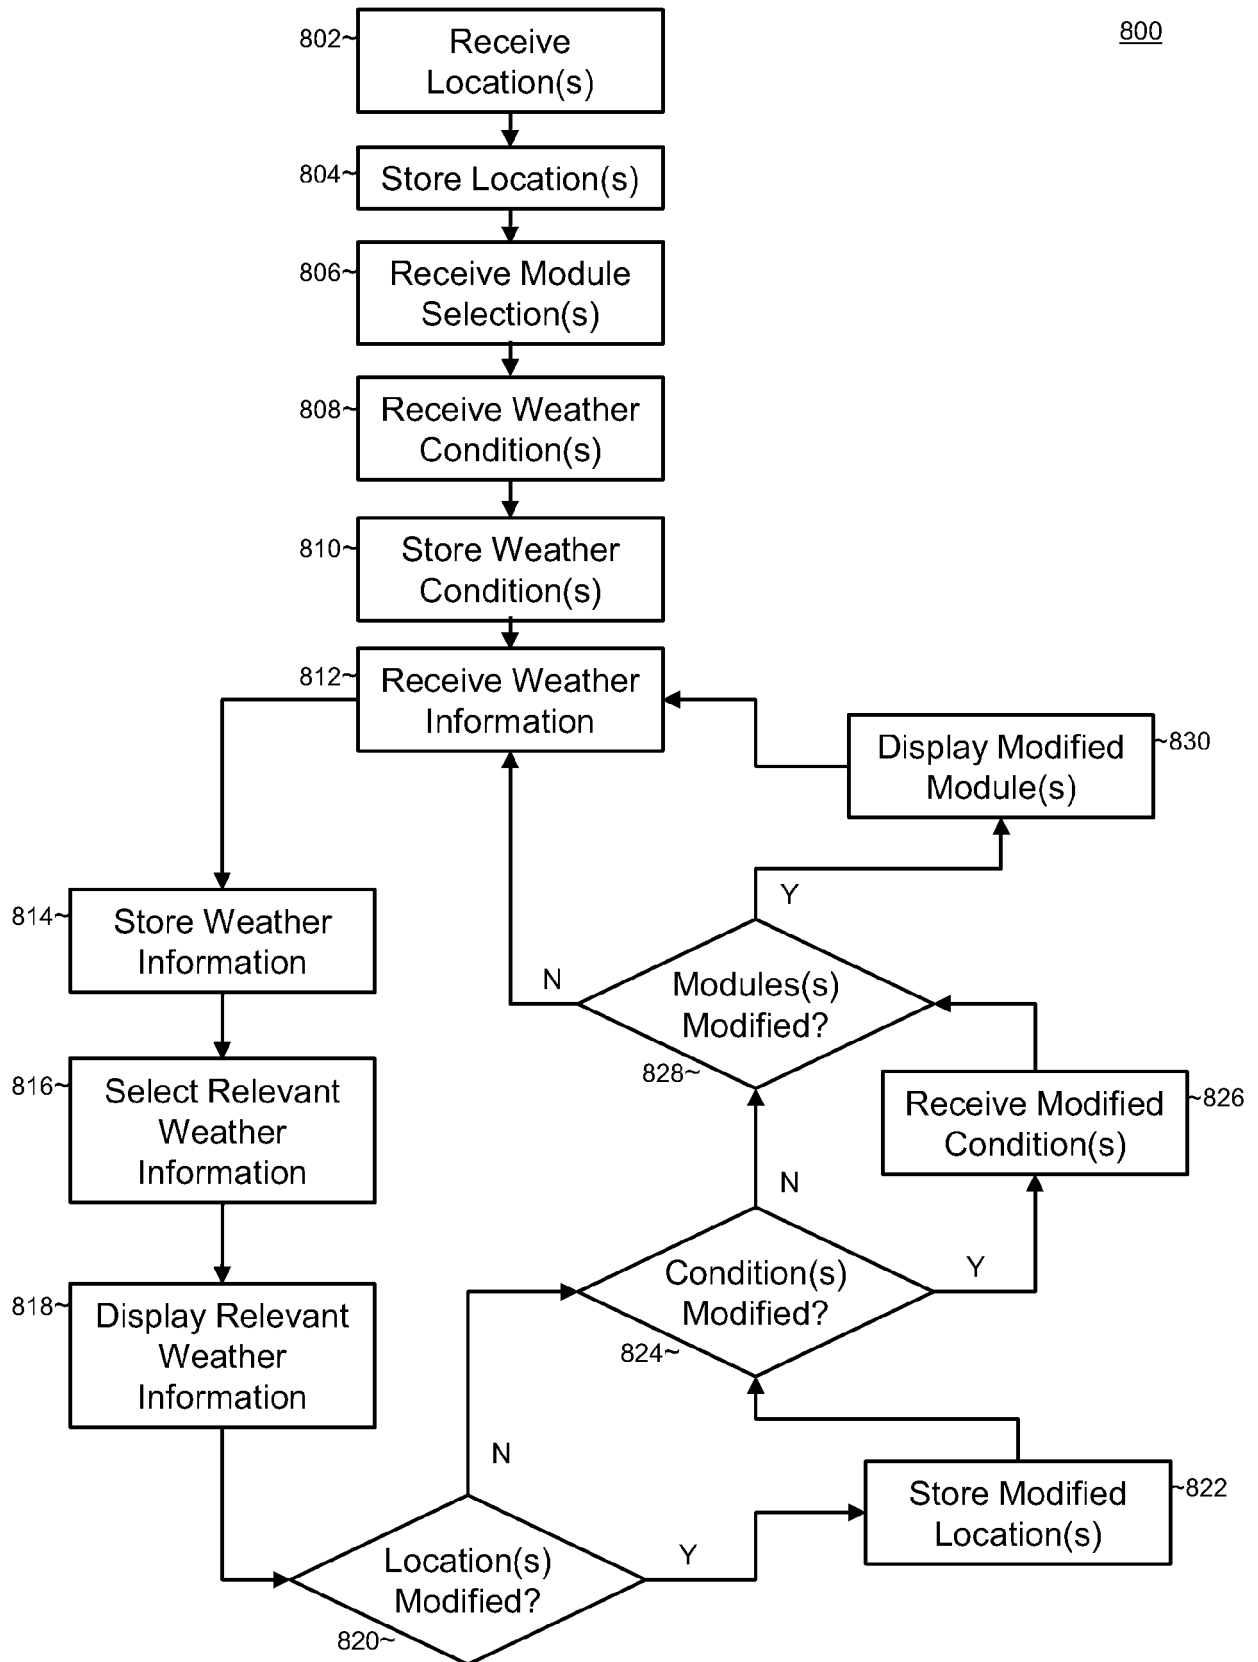 800
802~
Receive
Location(s)
804~
Store Location(s)
806~
Receive Module
Selection(s)
808~
Receive Weather
Condition(s)
810~
Store Weather
Condition(s)
812~
Receive Weather
Information
Display Modified
Module(s)
~830
Y
814~
Store Weather
Information
N
Modules(s)
Modified?
828~
816~
Select Relevant
Weather
Information
Receive Modified
Condition(s)
~826
N
818~
Display Relevant
Weather
Information
Condition(s)
Modified?
Y
824~
N
Store Modified
Location(s)
~822
Location(s)
Modified?
Y
820~